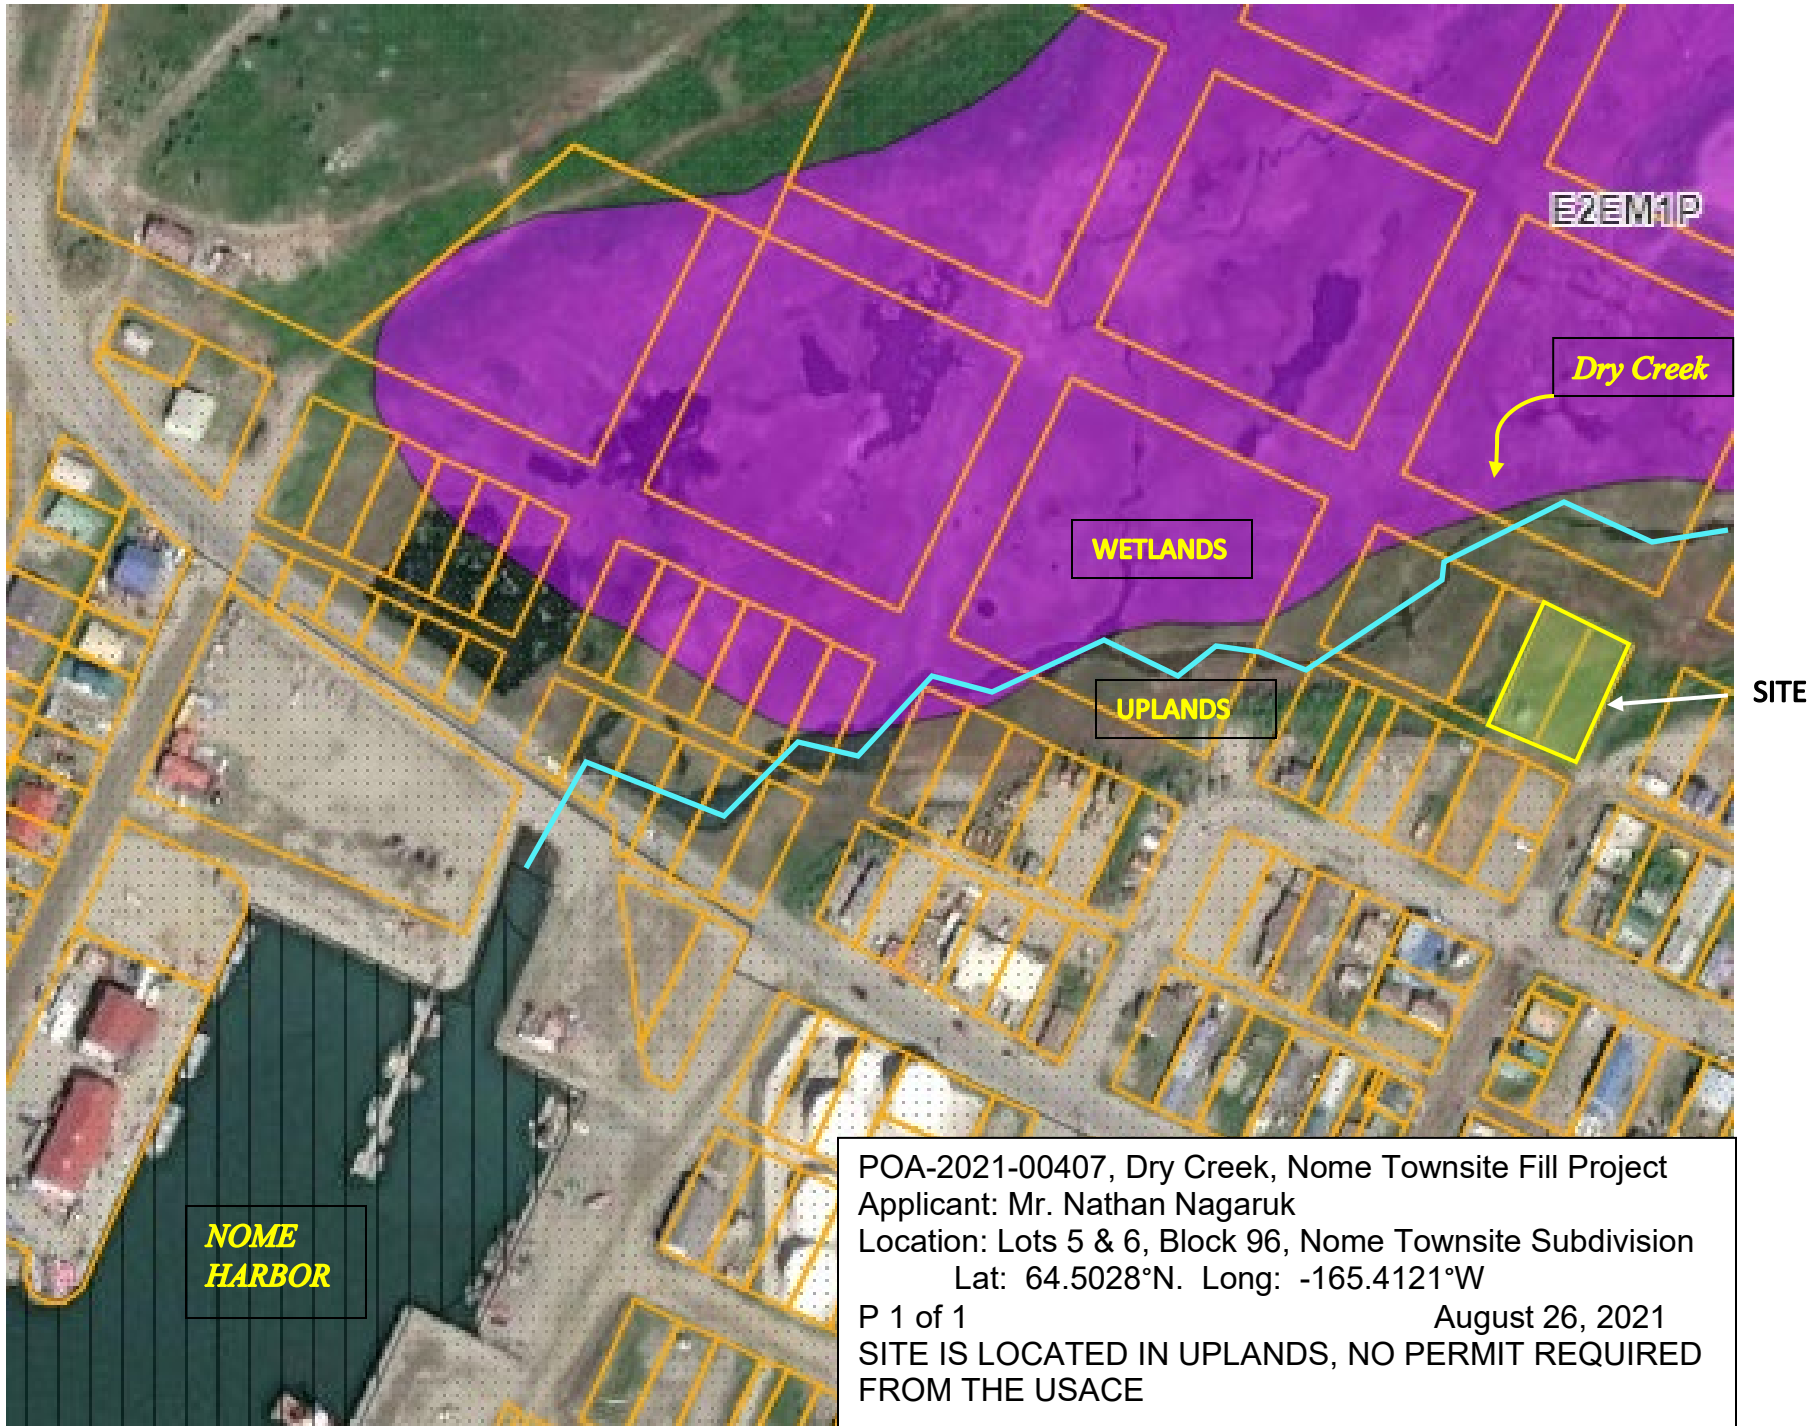 E2EM1P
Dry Creek
WETLANDS
UPLANDS
SITE
NOME
HARBOR
POA-2021-00407, Dry Creek, Nome Townsite Fill Project
Applicant: Mr. Nathan Nagaruk
Location: Lots 5 & 6, Block 96, Nome Townsite Subdivision
Lat: 64.5028°N. Long: -165.4121°W
P 1 of 1 August 26, 2021
SITE IS LOCATED IN UPLANDS, NO PERMIT REQUIRED
FROM THE USACE